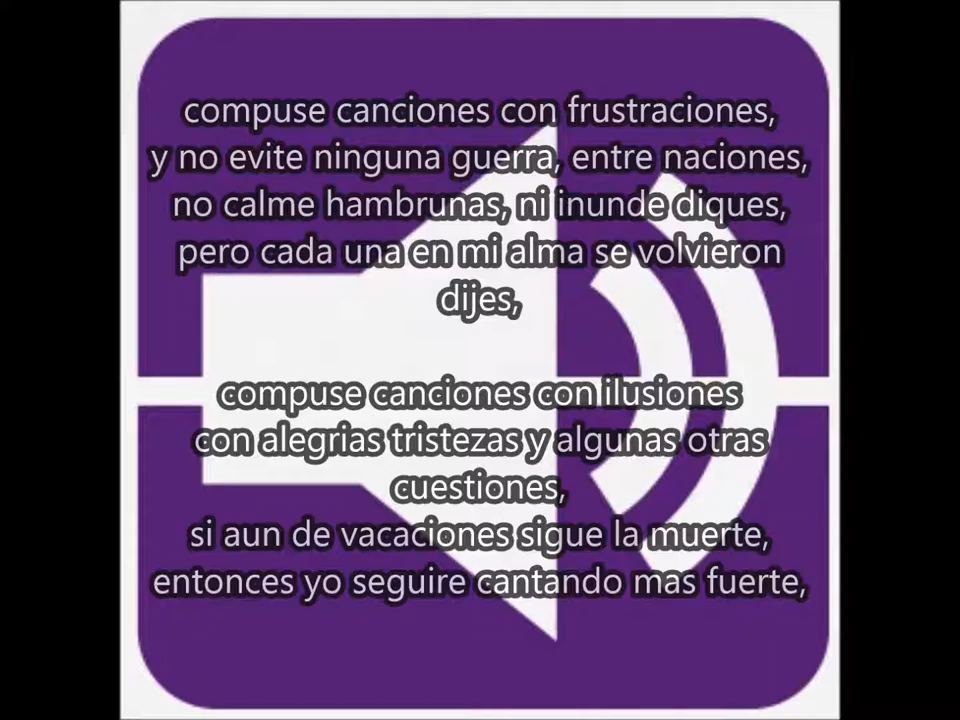 compuse canciones con frustraciones,
y no evite ninguna guerra, entre naciones,
no calme hambrunas, ni inunde diques,
pero cada una en mi alma se volvieron
dijes,
compuse canciones con ilusiones
con alegrias tristezas y algunas otras
cuestiones,
si aun de vacaciones sigue la muerte,
entonces yo seguire cantando mas fuerte,